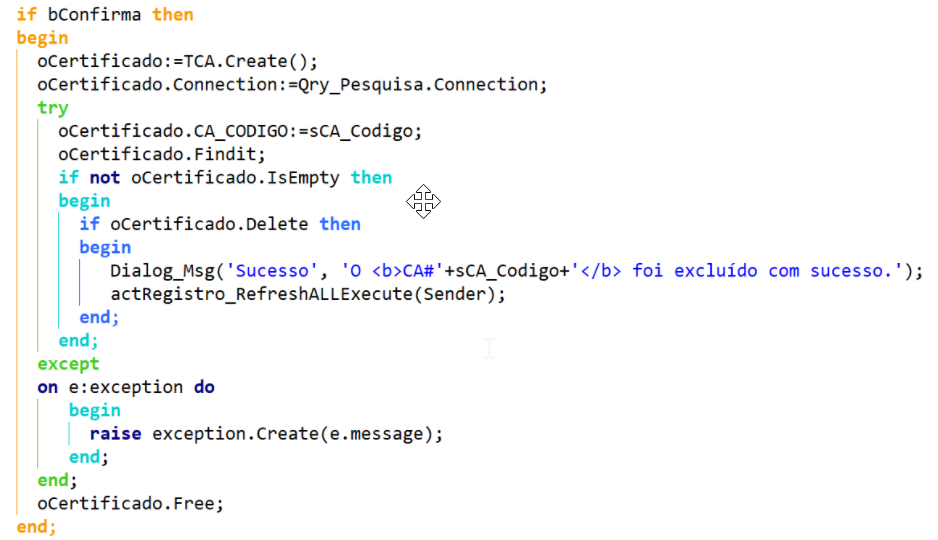 if bConfirma then
begin
oCertificado:=TCA.Create();
oCertificado.Connection:=Qry_Pesquisa.Connection;
try
oCertificado.CA_CODIGO:=sCA_Codigo;
oCertificado.Findit;
if not oCertificado.IsEmpty then
begin
if oCertificado.Delete then
begin
Dialog_Msg('Sucesso', 'O <b>CA#'+sCA_Codigo+'</b> foi excluído com sucesso.');
actRegistro_RefreshALLExecute(Sender);
end;
end;
except
on e:exception do
begin
raise exception.Create(e.message);
end;
end;
oCertificado.Free;
end;